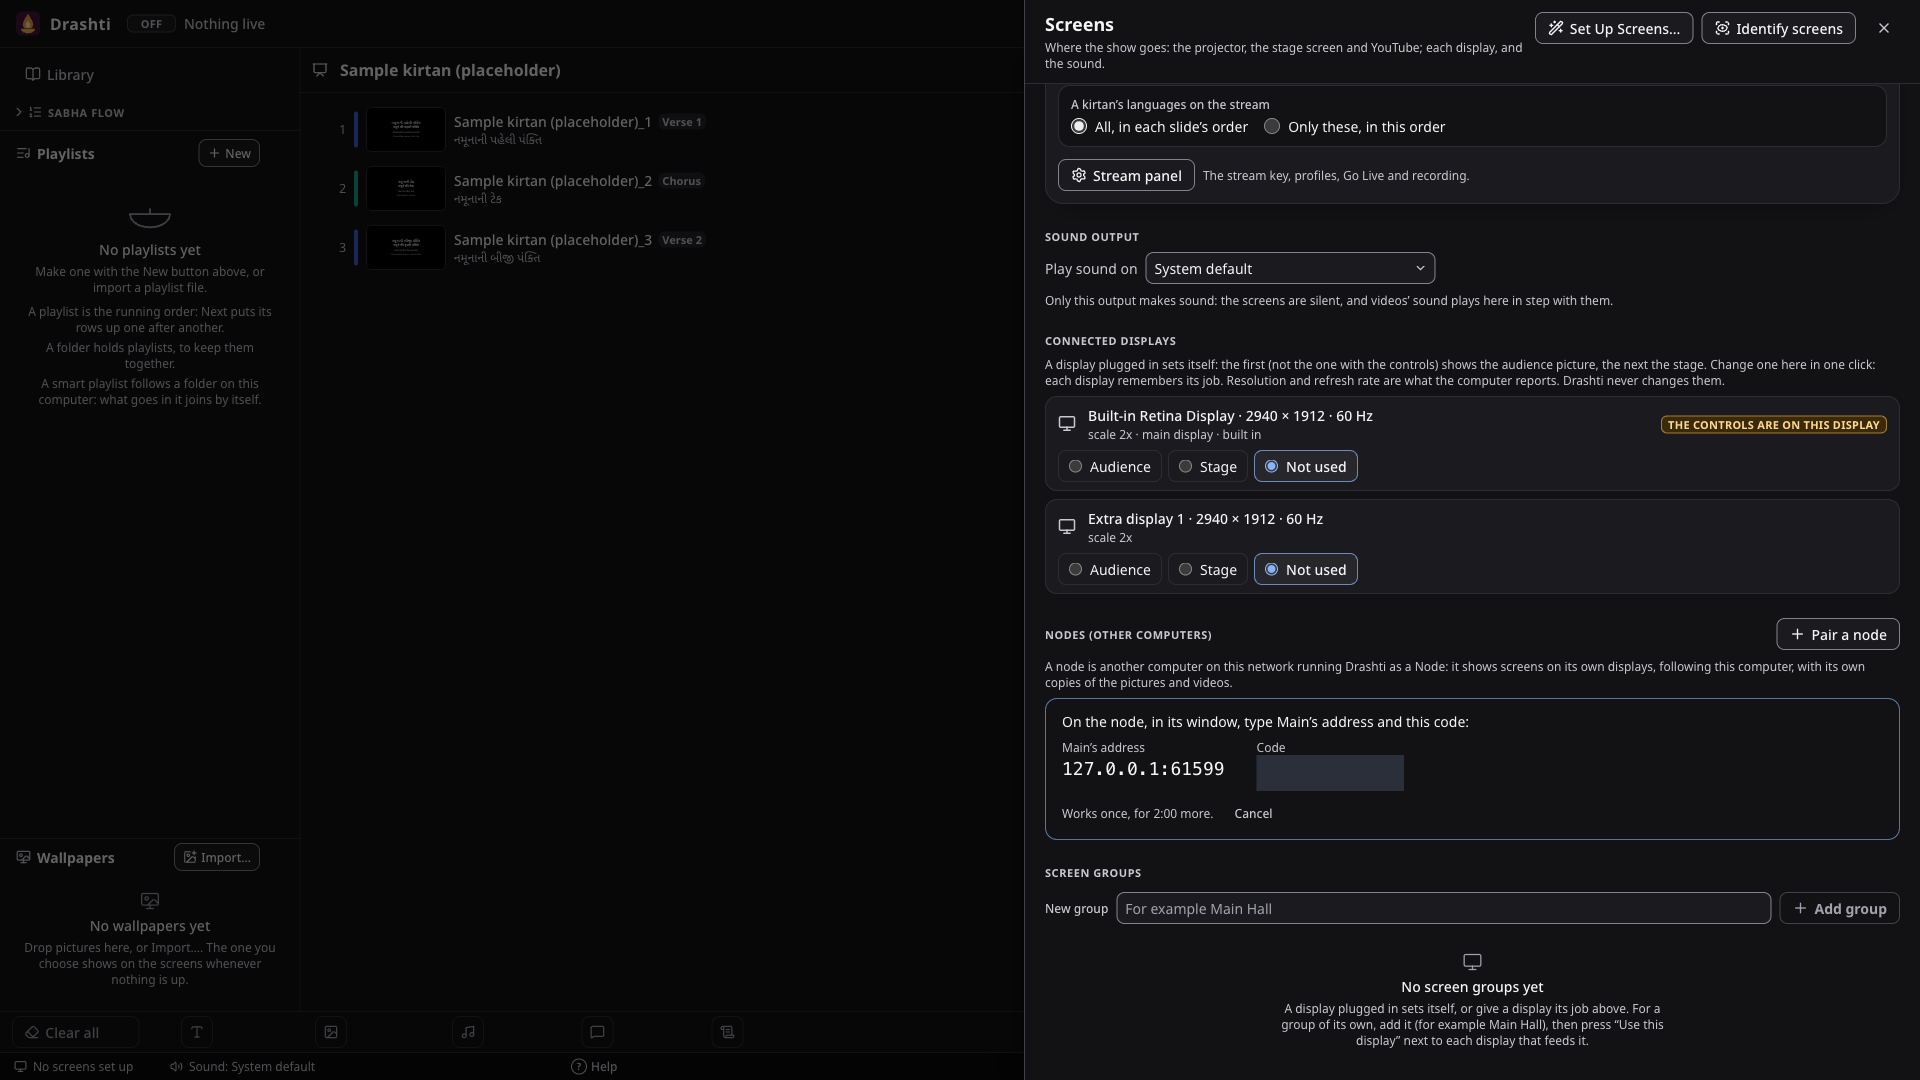 Drashti
OFF
Nothing live
Library
SABHA FLOW
Playlists
New
No playlists yet
Make one with the New button above, or
import a playlist file.
A playlist is the running order: Next puts its
rows up one after another.
A folder holds playlists, to keep them
together.
A smart playlist follows a folder on this
computer: what goes in it joins by itself.
Wallpapers
Import...
No wallpapers yet
Drop pictures here, or Import.... The one you
choose shows on the screens whenever
nothing is up.
Sample kirtan (placeholder)
1
Sample kirtan (placeholder)_1 Verse 1
નમૂનાની પહેલી પંક્તિ
2
Sample kirtan (placeholder)_2 Chorus
નમૂનાની ટેક
3
Sample kirtan (placeholder)_3 Verse 2
નમૂનાની બીજી પંક્તિ
Clear all
No screens set up
Sound: System default
? Help
Screens
Where the show goes: the projector, the stage screen and YouTube; each display, and
the sound.
Set Up Screens...
Identify screens
A kirtan’s languages on the stream
All, in each slide’s order
Only these, in this order
Stream panel
The stream key, profiles, Go Live and recording.
SOUND OUTPUT
Play sound on
System default
Only this output makes sound: the screens are silent, and videos’ sound plays here in step with them.
CONNECTED DISPLAYS
A display plugged in sets itself: the first (not the one with the controls) shows the audience picture, the next the stage. Change one here in one click:
each display remembers its job. Resolution and refresh rate are what the computer reports. Drashti never changes them.
Built-in Retina Display · 2940 × 1912 · 60 Hz
scale 2x · main display · built in
THE CONTROLS ARE ON THIS DISPLAY
Audience
Stage
Not used
Extra display 1 · 2940 × 1912 · 60 Hz
scale 2x
Audience
Stage
Not used
NODES (OTHER COMPUTERS)
Pair a node
A node is another computer on this network running Drashti as a Node: it shows screens on its own displays, following this computer, with its own
copies of the pictures and videos.
On the node, in its window, type Main’s address and this code:
Main’s address
127.0.0.1:61599
Code
Works once, for 2:00 more.
Cancel
SCREEN GROUPS
New group
For example Main Hall
Add group
No screen groups yet
A display plugged in sets itself, or give a display its job above. For a
group of its own, add it (for example Main Hall), then press “Use this
display” next to each display that feeds it.